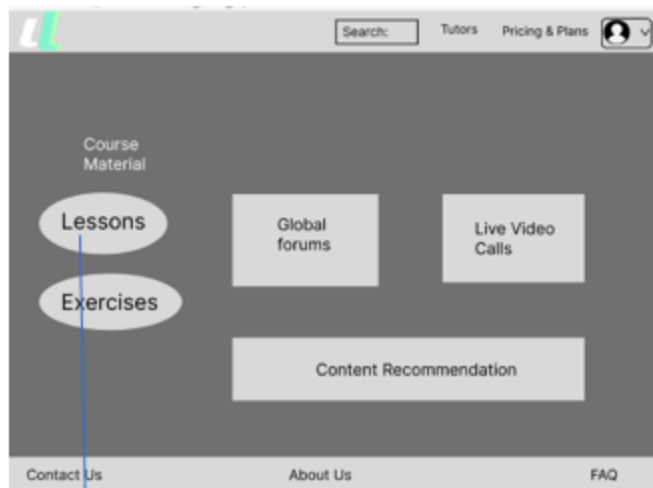 Search:
Tutors
Pricing & Plans
Course
Material
Lessons
Exercises
Global
forums
Live Video
Calls
Content Recommendation
Contact Us
About Us
FAQ